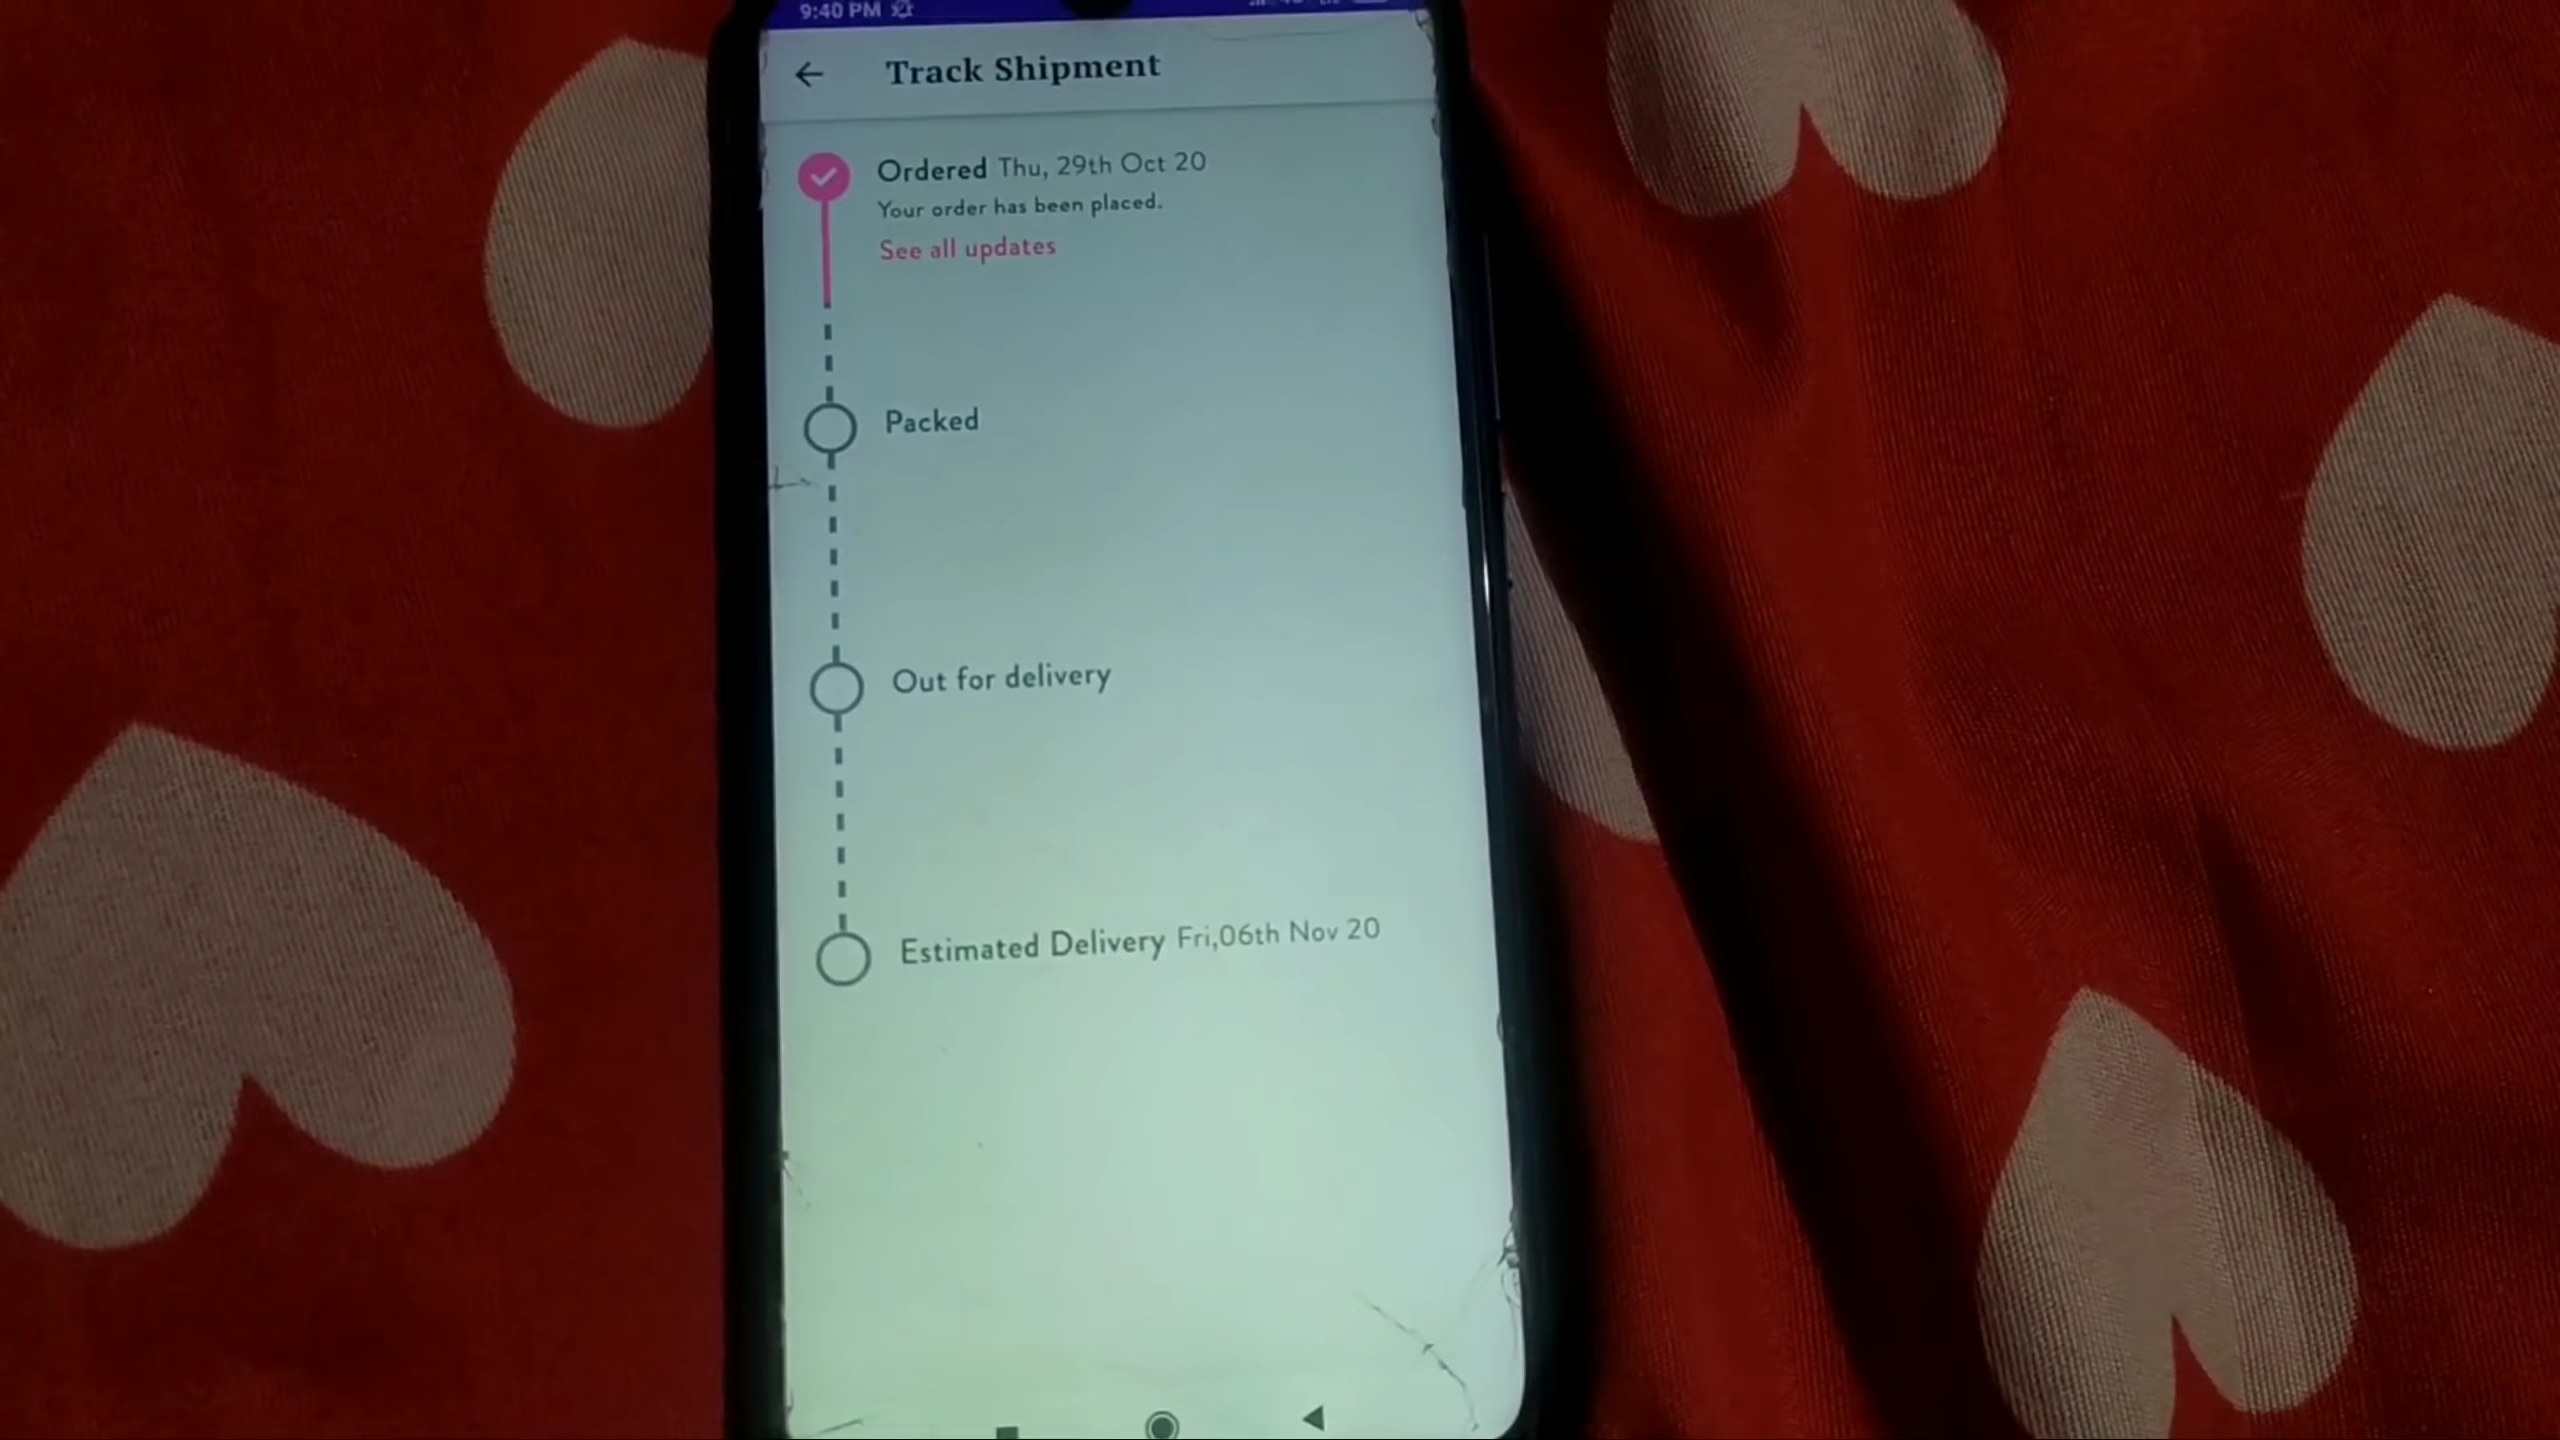 9:40 PM
Track Shipment
Ordered Thu, 29th Oct 20
Your order has been placed.
See all updates
Packed
Out for delivery
Estimated Delivery Fri,06th Nov 20